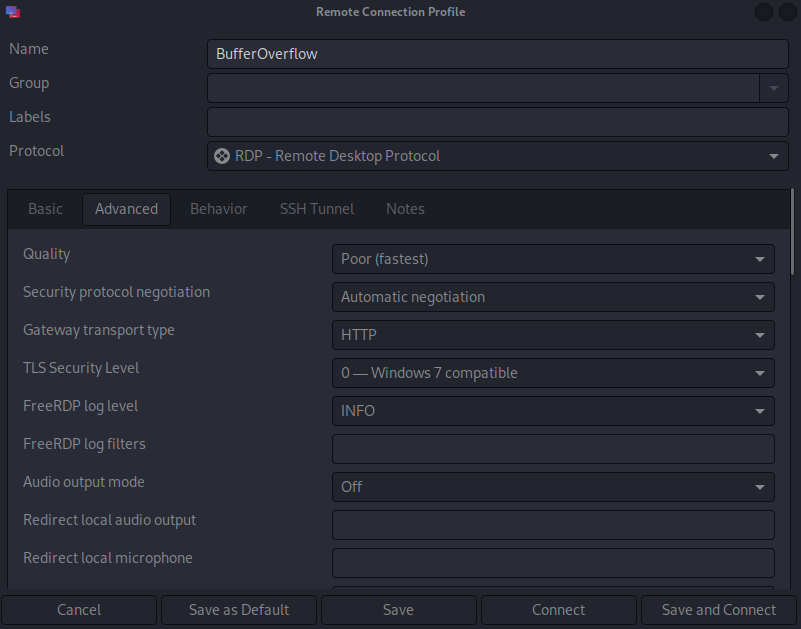 Remote Connection Profile
Name BufferOverflow
Group
Labels
Protocol RDP - Remote Desktop Protocol
Basic Advanced Behavior SSH Tunnel Notes
Quality Poor (fastest)
Security protocol negotiation Automatic negotiation
Gateway transport type HTTP
TLS Security Level 0 — Windows 7 compatible
FreeRDP log level INFO
FreeRDP log filters
Audio output mode Off
Redirect local audio output
Redirect local microphone
Cancel Save as Default Save Connect Save and Connect